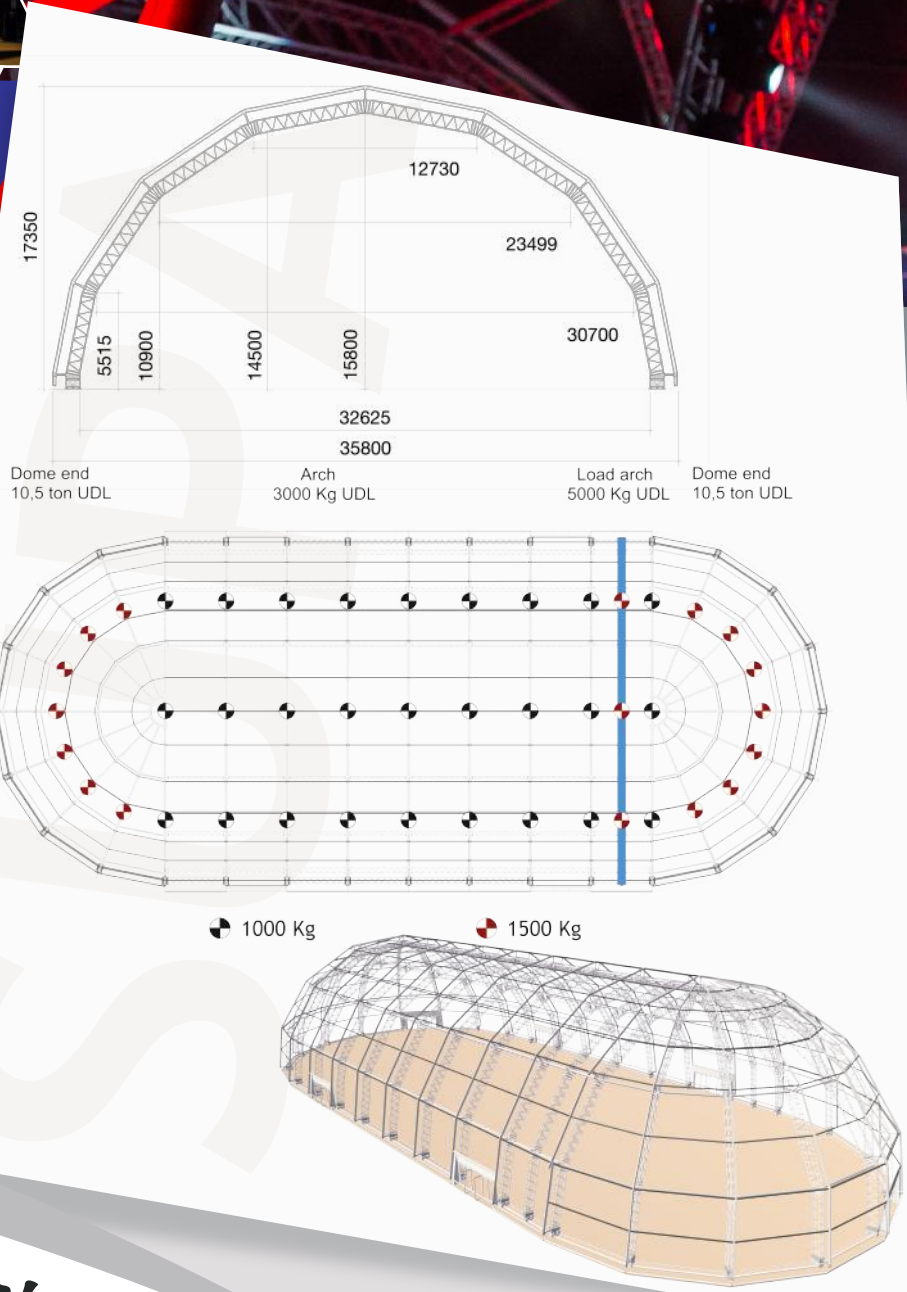 12730
23499
30700
17350
5515
10900
14500
15800
32625
35800
Dome end
10,5 ton UDL
Arch
3000 Kg UDL
Load arch
5000 Kg UDL
Dome end
10,5 ton UDL
1000 Kg
1500 Kg